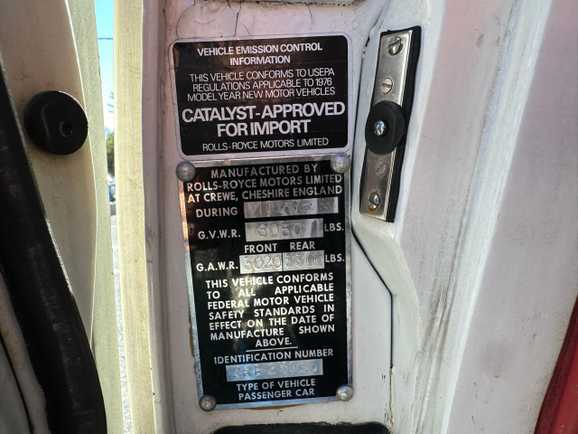 VEHICLE EMISSION CONTROL
INFORMATION
THIS VEHICLE CONFORMS TO USEPA
REGULATIONS APPLICABLE TO 1976
MODEL YEAR NEW MOTOR VEHICLES
CATALYST-APPROVED
FOR IMPORT
ROLLS-ROYCE MOTORS LIMITED
MANUFACTURED BY
ROLLS-ROYCE MOTORS LIMITED
AT CREWE, CHESHIRE ENGLAND
DURING
G.V.W.R. LBS.
FRONT REAR
G.A.W.R. 3020 LBS.
THIS VEHICLE CONFORMS
TO ALL APPLICABLE
FEDERAL MOTOR VEHICLE
SAFETY STANDARDS IN
EFFECT ON THE DATE OF
MANUFACTURE SHOWN
ABOVE.
IDENTIFICATION NUMBER
TYPE OF VEHICLE
PASSENGER CAR